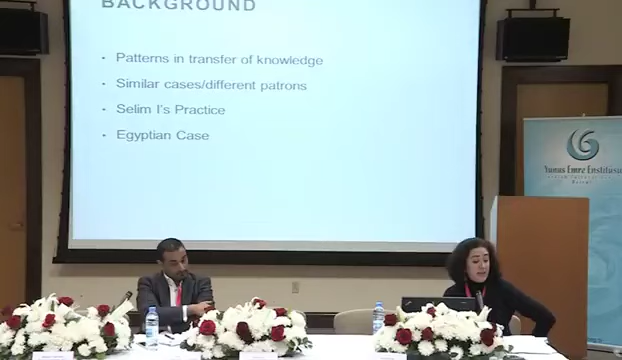 BACKGROUND
• Patterns in transfer of knowledge
• Similar cases/different patrons
• Selim I's Practice
• Egyptian Case
Yunus Emre Enstitüsü